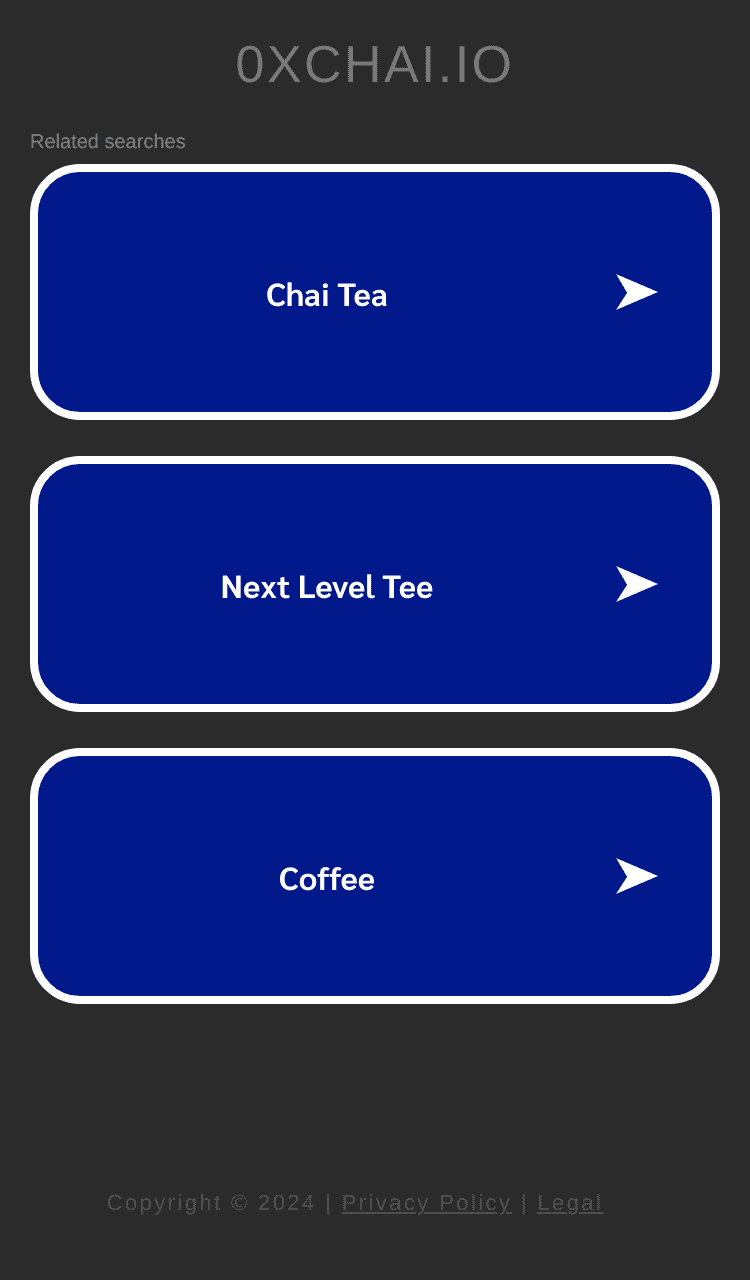 0XCHAI.IO
Related searches
Chai Tea
Next Level Tee
Coffee
Copyright © 2024 | Privacy Policy | Legal